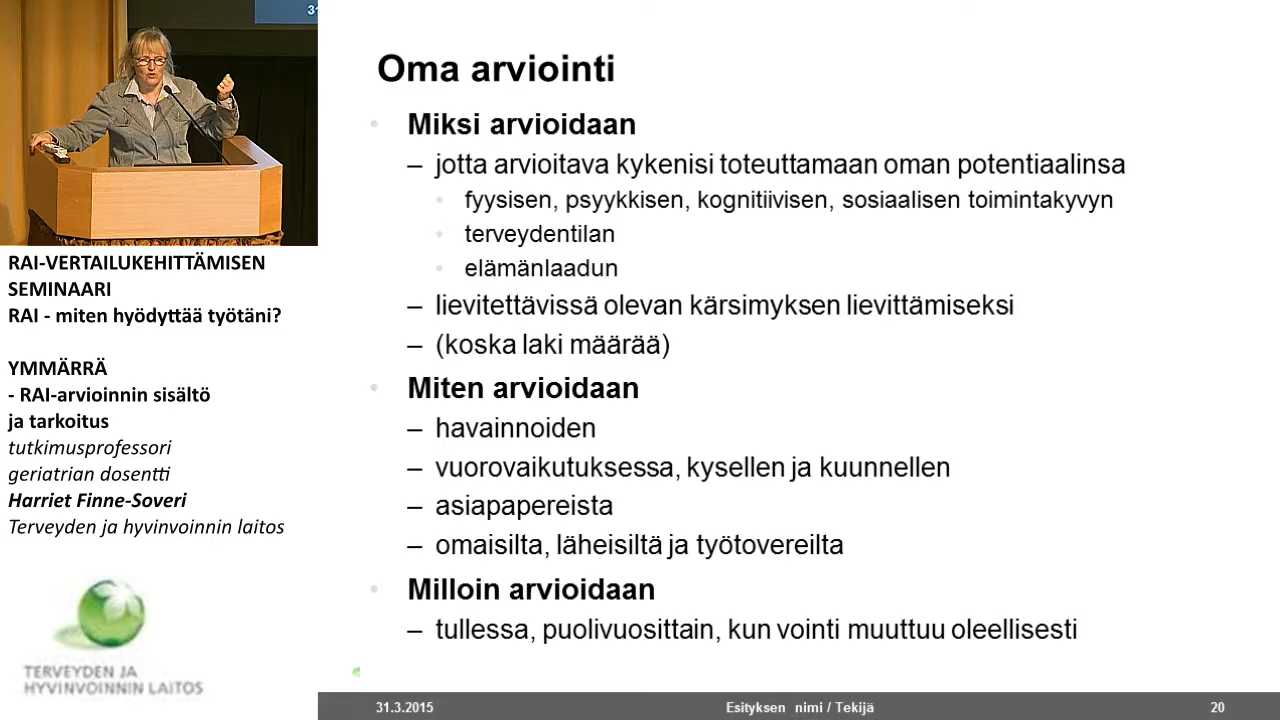 31
RAI-VERTAILUKEHITTÄMISEN
SEMINAARI
RAI - miten hyödyttää työtäni?
YMMÄRRÄ
- RAI-arvioinnin sisältö
ja tarkoitus
tutkimusprofessori
geriatrian dosentti
Harriet Finne-Soveri
Terveyden ja hyvinvoinnin laitos
TERVEYDEN JA
HYVINVOINNIN LAITOS
Oma arviointi
• Miksi arvioidaan
– jotta arvioitava kykenisi toteuttamaan oman potentiaalinsa
• fyysisen, psyykkisen, kognitiivisen, sosiaalisen toimintakyvyn
• terveydentilan
• elämänlaadun
– lievitettävissä olevan kärsimyksen lievittämiseksi
– (koska laki määrää)
• Miten arvioidaan
– havainnoiden
– vuorovaikutuksessa, kysellen ja kuunnellen
– asiapapereista
– omaisilta, läheisiltä ja työtovereilta
• Milloin arvioidaan
– tullessa, puolivuosittain, kun vointi muuttuu oleellisesti
31.3.2015 Esityksen nimi / Tekijä 20